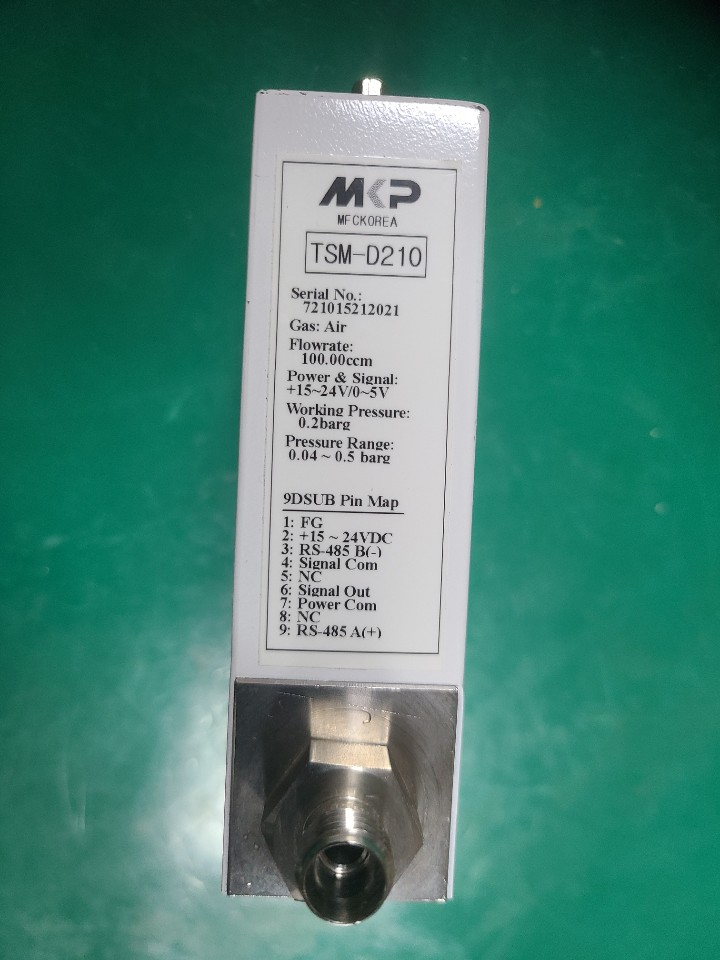 MKP
MFCKOREA
TSM-D210
Serial No.:
721015212021
Gas: Air
Flowrate:
100.00ccm
Power & Signal:
+15~24V/0~5V
Working Pressure:
0.2barg
Pressure Range:
0.04 ~ 0.5 barg
9DSUB Pin Map
1: FG
2: +15 ~ 24VDC
3: RS-485 B(-)
4: Signal Com
5: NC
6: Signal Out
7: Power Com
8: NC
9: RS-485 A(+)